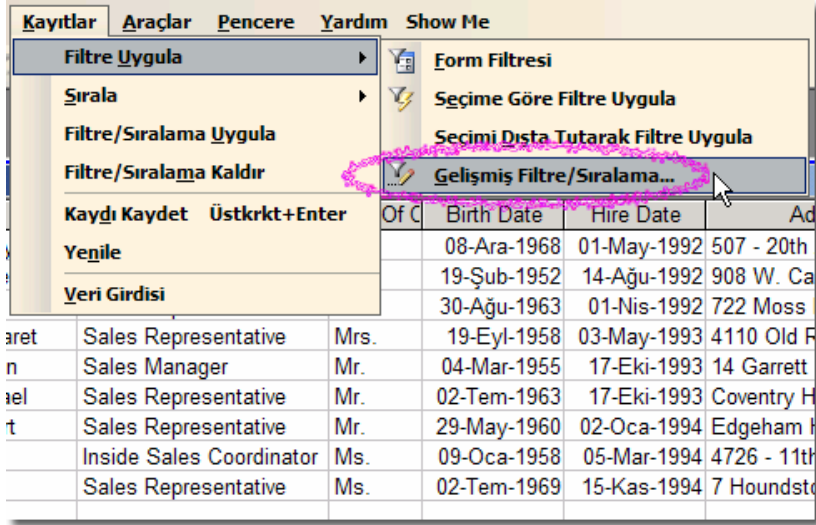 Kayıtlar Araçlar Pencere Yardım Show Me
Filtre Uygula
Sırala
Filtre/Sıralama Uygula
Filtre/Sıralama Kaldır
Kaydı Kaydet Üstkrkt+Enter
Yenile
Veri Girdisi
Form Filtresi
Seçime Göre Filtre Uygula
Seçimi Dışta Tutarak Filtre Uygula
Gelişmiş Filtre/Sıralama...
Of C Birth Date Hire Date Ad
08-Ara-1968 01-May-1992 507 - 20th
19-Şub-1952 14-Ağu-1992 908 W. Ca
30-Ağu-1963 01-Nis-1992 722 Moss
aret Sales Representative Mrs. 19-Eyl-1958 03-May-1993 4110 Old R
n Sales Manager Mr. 04-Mar-1955 17-Eki-1993 14 Garrett
ael Sales Representative Mr. 02-Tem-1963 17-Eki-1993 Coventry H
rt Sales Representative Mr. 29-May-1960 02-Oca-1994 Edgeham H
Inside Sales Coordinator Ms. 09-Oca-1958 05-Mar-1994 4726 - 11th
Sales Representative Ms. 02-Tem-1969 15-Kas-1994 7 Houndsto